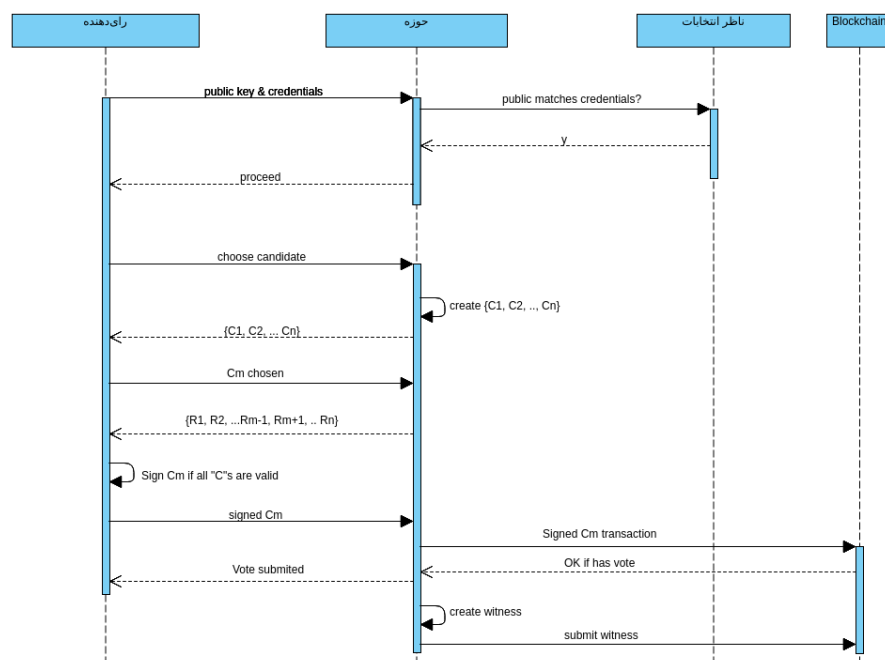 رای‌دهنده
حوزه
ناظر انتخابات
Blockchain
public key & credentials
public matches credentials?
y
proceed
choose candidate
create {C1, C2, .., Cn}
{C1, C2, ... Cn}
Cm chosen
{R1, R2, ...Rm-1, Rm+1, .. Rn}
Sign Cm if all "C"s are valid
signed Cm
Signed Cm transaction
OK if has vote
Vote submited
create witness
submit witness